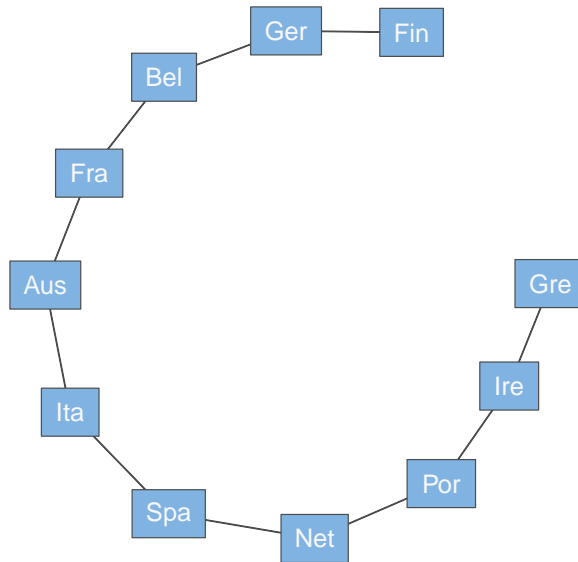 Ger
Fin
Bel
Fra
Aus
Gre
Ita
Ire
Por
Spa
Net